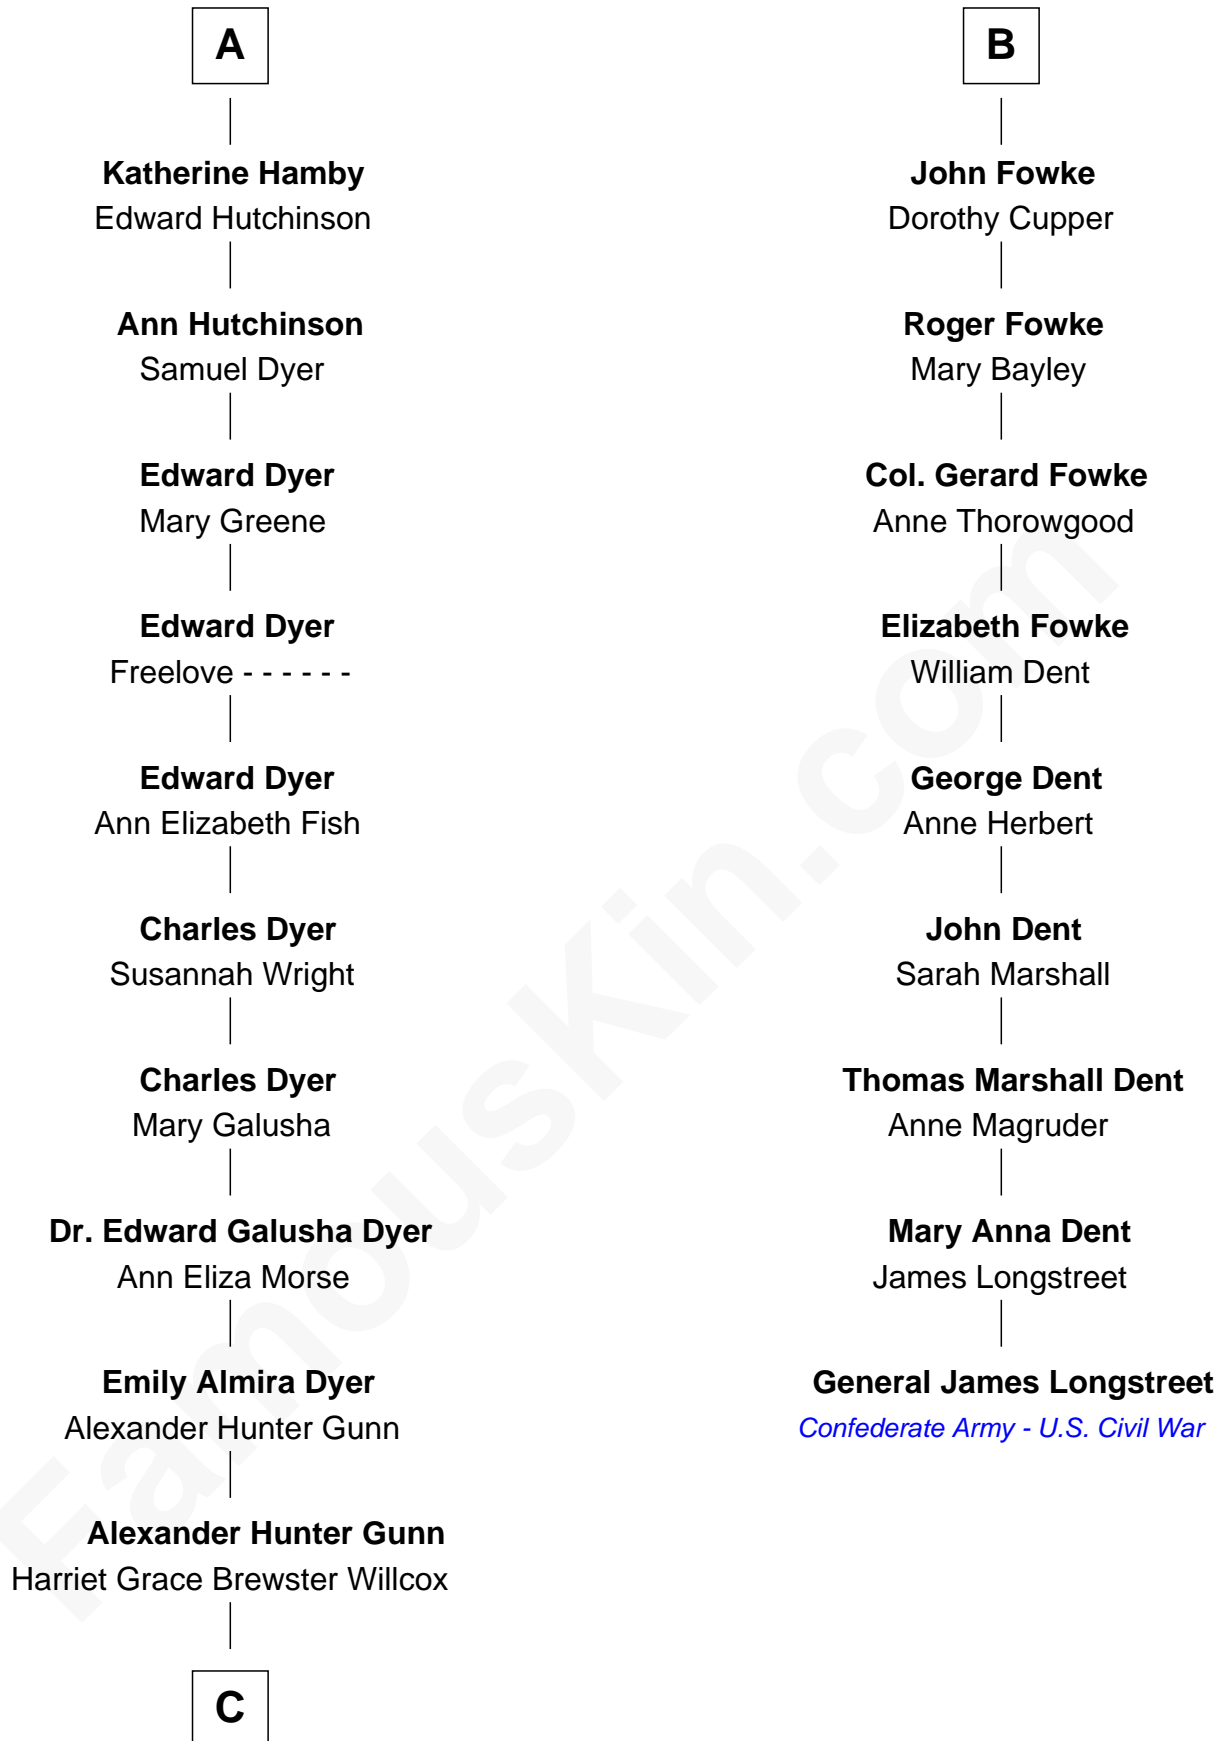 A
Katherine Hamby
Edward Hutchinson
Ann Hutchinson
Samuel Dyer
Edward Dyer
Mary Greene
Edward Dyer
Freelove - - - - - -
Edward Dyer
Ann Elizabeth Fish
Charles Dyer
Susannah Wright
Charles Dyer
Mary Galusha
Dr. Edward Galusha Dyer
Ann Eliza Morse
Emily Almira Dyer
Alexander Hunter Gunn
Alexander Hunter Gunn
Harriet Grace Brewster Willcox
C
B
John Fowke
Dorothy Cupper
Roger Fowke
Mary Bayley
Col. Gerard Fowke
Anne Thorowgood
Elizabeth Fowke
William Dent
George Dent
Anne Herbert
John Dent
Sarah Marshall
Thomas Marshall Dent
Anne Magruder
Mary Anna Dent
James Longstreet
General James Longstreet
Confederate Army - U.S. Civil War
FamousKin.com